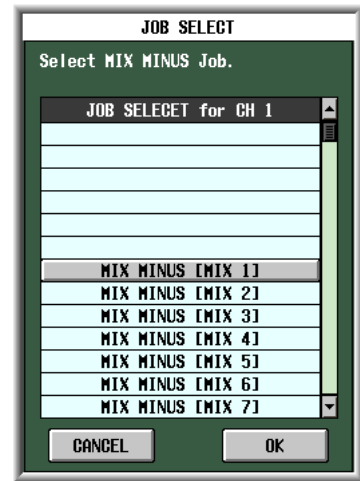 JOB SELECT
Select MIX MINUS Job.
JOB SELECET for CH 1
MIX MINUS [MIX 1]
MIX MINUS [MIX 2]
MIX MINUS [MIX 3]
MIX MINUS [MIX 4]
MIX MINUS [MIX 5]
MIX MINUS [MIX 6]
MIX MINUS [MIX 7]
CANCEL OK